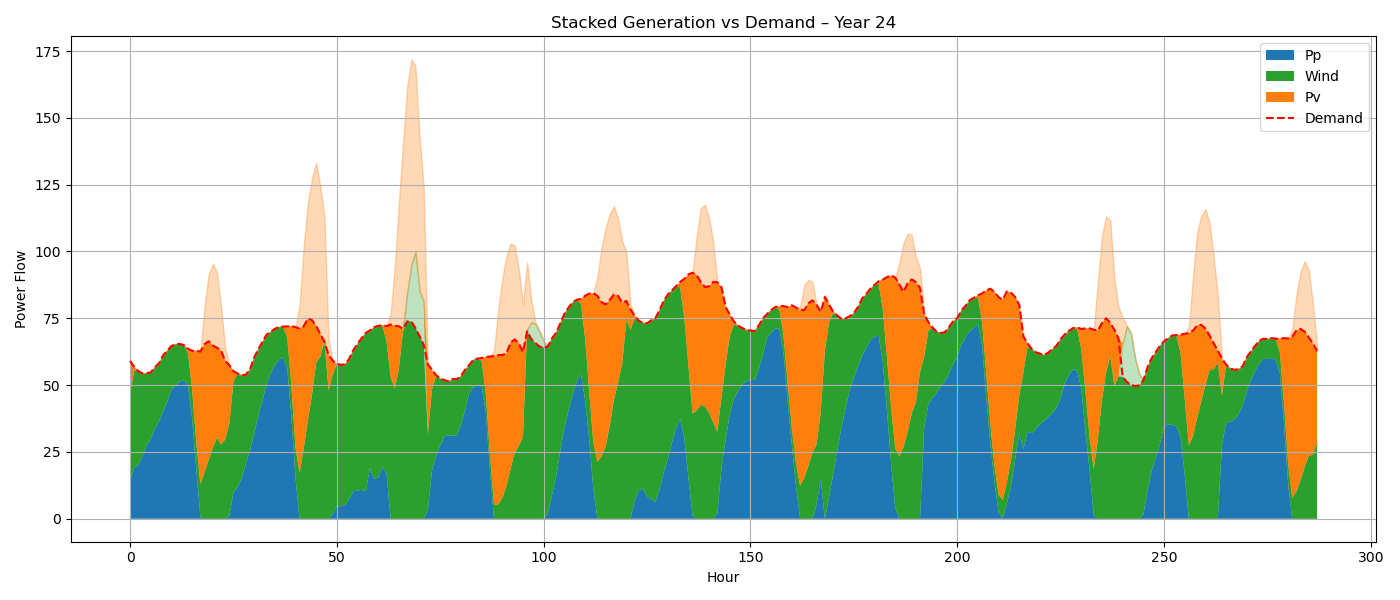 Stacked Generation vs Demand – Year 24
Power Flow
175
150
125
100
75
50
25
0
0
50
100
150
200
250
300
Hour
Pp
Wind
Pv
Demand